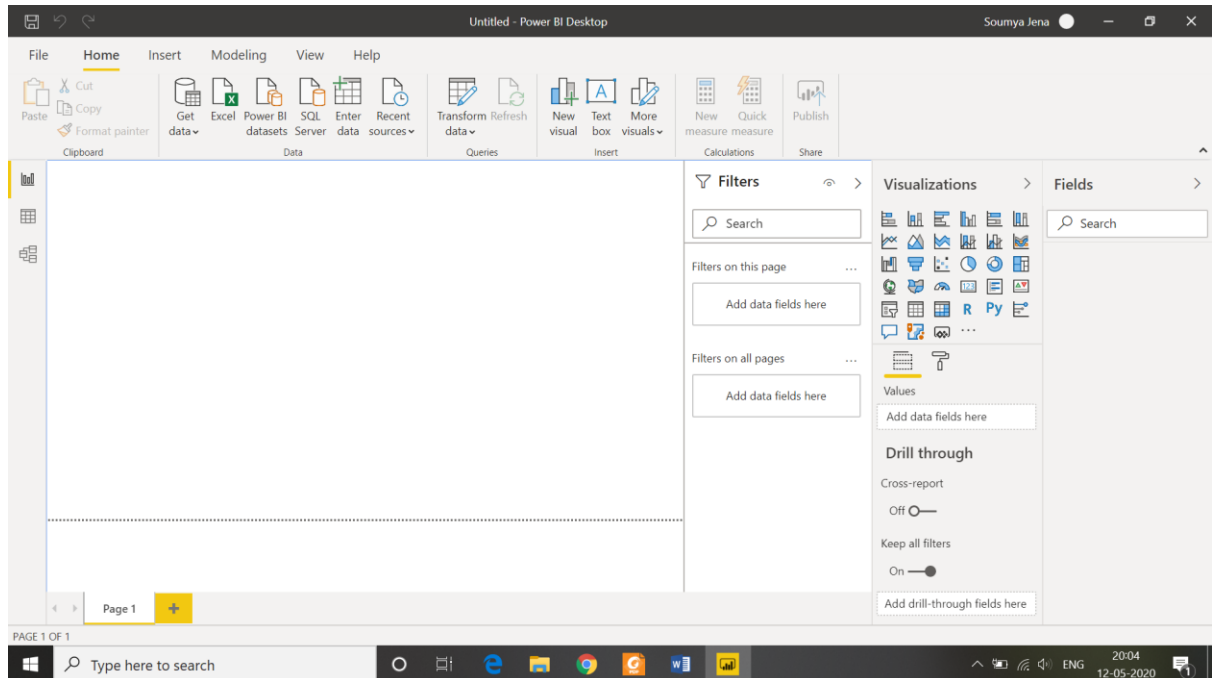 Untitled - Power BI Desktop
Soumya Jena
File Home Insert Modeling View Help
Paste
Cut
Copy
Format painter
Clipboard
Get data
Excel
Power BI datasets
SQL Server
Enter data
Recent sources
Data
Transform data
Refresh
Queries
New visual
Text box
More visuals
Insert
New measure
Quick measure
Calculations
Publish
Share
Filters
Search
Filters on this page ...
Add data fields here
Filters on all pages ...
Add data fields here
Visualizations
123
R Py
...
Values
Add data fields here
Drill through
Cross-report
Off
Keep all filters
On
Add drill-through fields here
Fields
Search
Page 1 +
PAGE 1 OF 1
Type here to search
ENG
20:04
12-05-2020
1